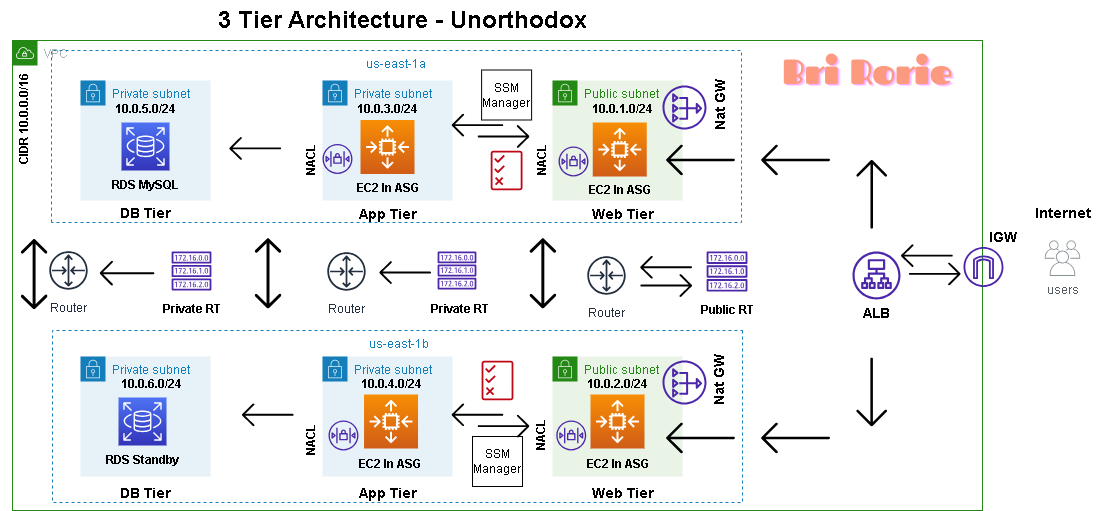 3 Tier Architecture - Unorthodox
VPC
CIDR 10.0.0.0/16
us-east-1a
Bri Rorie
Private subnet
10.0.5.0/24
RDS MySQL
DB Tier
Private subnet
10.0.3.0/24
NACL
EC2 In ASG
App Tier
SSM
Manager
Public subnet
10.0.1.0/24
NACL
EC2 In ASG
Web Tier
Nat GW
Router
172.16.0.0
172.16.1.0
172.16.2.0
Private RT
Router
172.16.0.0
172.16.1.0
172.16.2.0
Private RT
Router
172.16.0.0
172.16.1.0
172.16.2.0
Public RT
ALB
IGW
Internet
users
us-east-1b
Private subnet
10.0.6.0/24
RDS Standby
DB Tier
Private subnet
10.0.4.0/24
NACL
EC2 In ASG
App Tier
SSM
Manager
Public subnet
10.0.2.0/24
NACL
EC2 In ASG
Web Tier
Nat GW